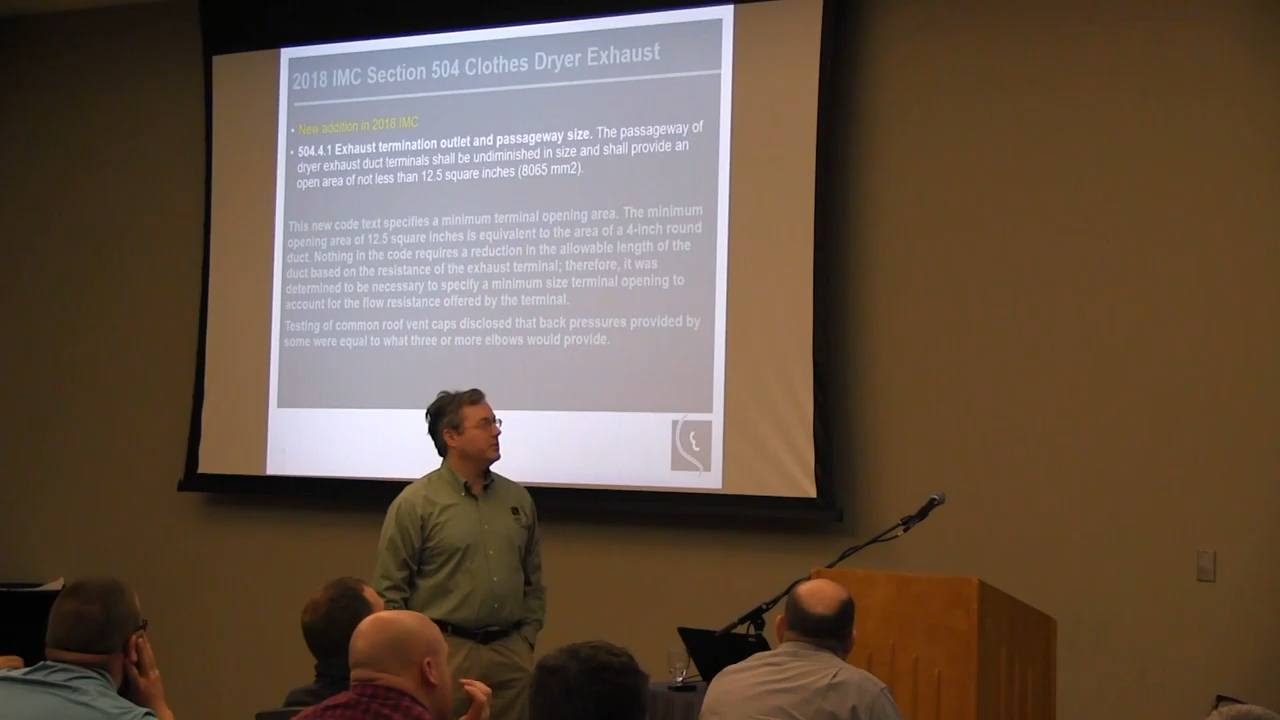 2018 IMC Section 504 Clothes Dryer Exhaust
• New addition in 2018 IMC
• 504.4.1 Exhaust termination outlet and passageway size. The passageway of
dryer exhaust duct terminals shall be undiminished in size and shall provide an
open area of not less than 12.5 square inches (8065 mm2).
This new code text specifies a minimum terminal opening area. The minimum
opening area of 12.5 square inches is equivalent to the area of a 4-inch round
duct. Nothing in the code requires a reduction in the allowable length of the
duct based on the resistance of the exhaust terminal; therefore, it was
determined to be necessary to specify a minimum size terminal opening to
account for the flow resistance offered by the terminal.
Testing of common roof vent caps disclosed that back pressures provided by
some were equal to what three or more elbows would provide.